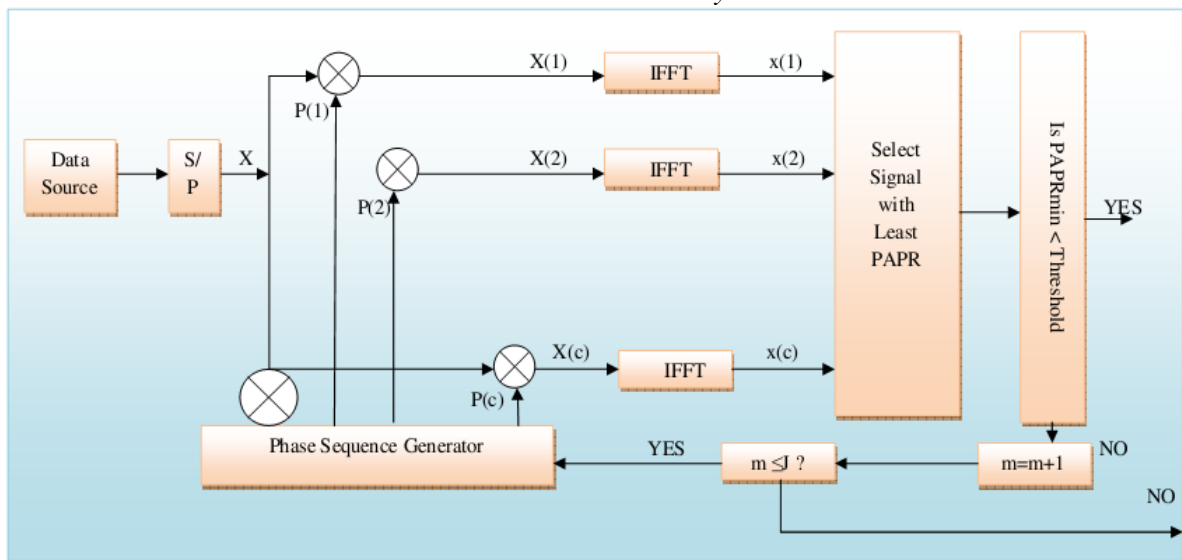 X(1)
IFFT
x(1)
P(1)
Data
Source
S/
P
X
X(2)
IFFT
x(2)
P(2)
Select
Signal
with
Least
PAPR
Is PAPRmin < Threshold
YES
X(c)
IFFT
x(c)
P(c)
Phase Sequence Generator
YES
m ≤J ?
m=m+1
NO
NO